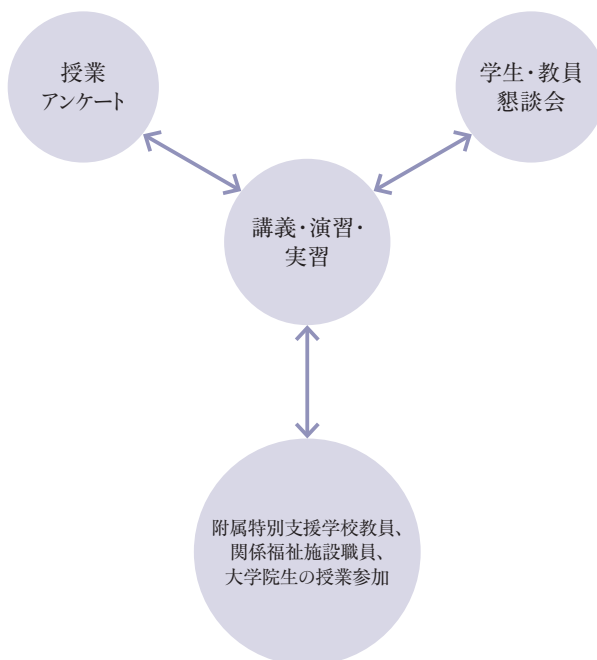 授業
アンケート
学生・教員
懇談会
講義・演習・
実習
附属特別支援学校教員、
関係福祉施設職員、
大学院生の授業参加